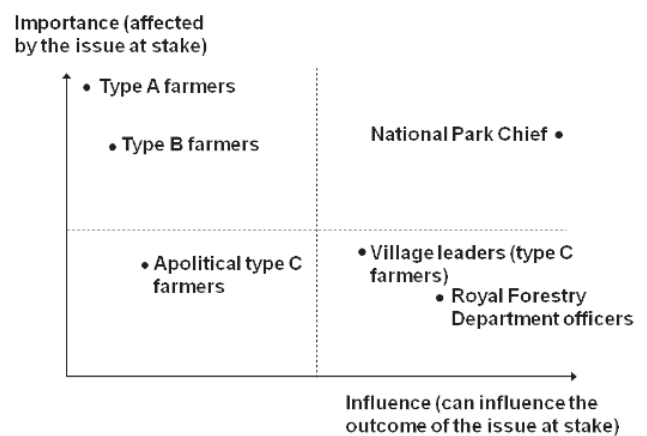 Importance (affected
by the issue at stake)
Type A farmers
National Park Chief
Type B farmers
Village leaders (type C
farmers)
Apolitical type C
farmers
Royal Forestry
Department officers
Influence (can influence the
outcome of the issue at stake)